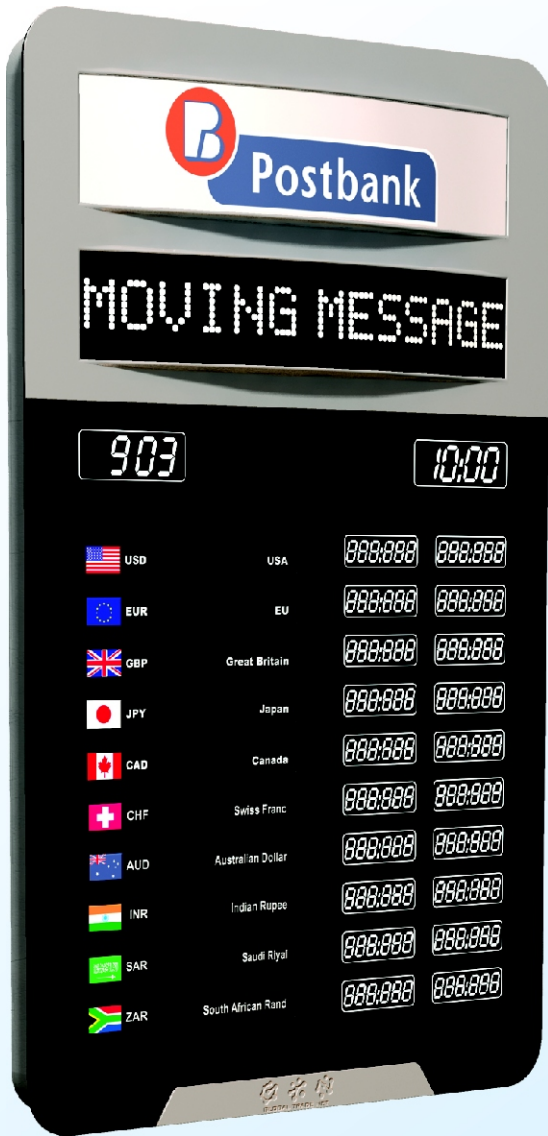 B Postbank
MOVING MESSAGE
903 10:00
USD USA 888:888 888:888
EUR EU 888:888 888:888
GBP Great Britain 888:888 888:888
JPY Japan 888:888 888:888
CAD Canada 888:888 888:888
CHF Swiss Franc 888:888 888:888
AUD Australian Dollar 888:888 888:888
INR Indian Rupee 888:888 888:888
SAR Saudi Riyal 888:888 888:888
ZAR South African Rand 888:888 888:888
GLOBAL